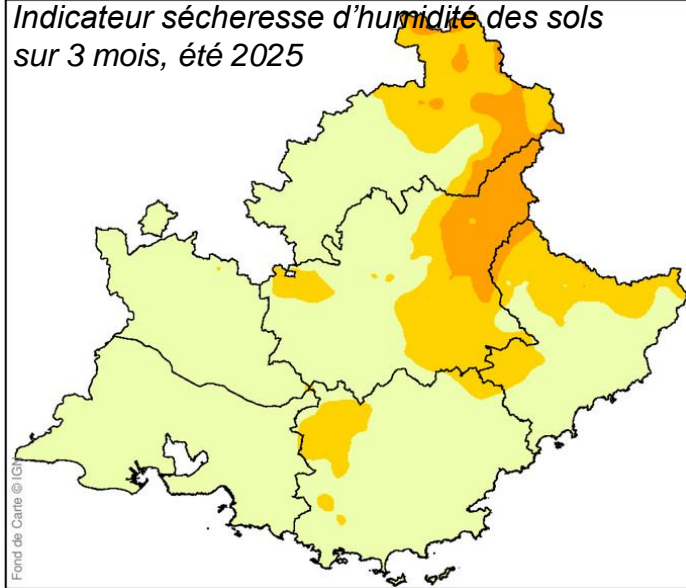 Indicateur sécheresse d’humidité des sols
sur 3 mois, été 2025
Fond de Carte © IGN